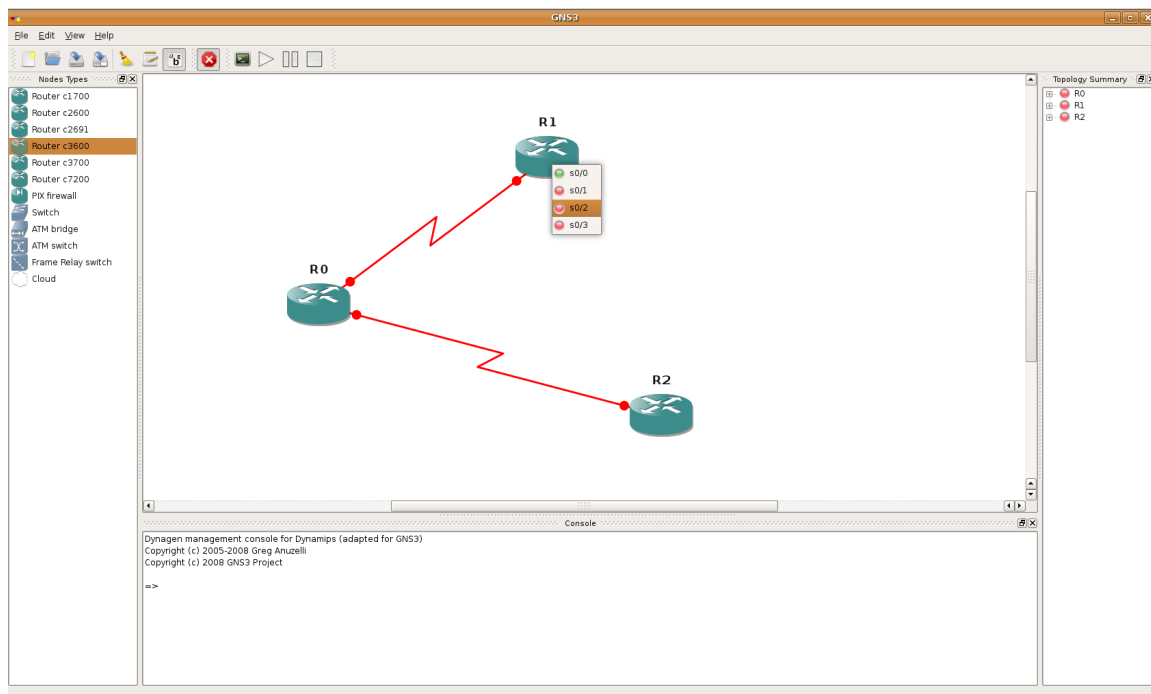 GNS3
File Edit View Help
Nodes Types
Router c1700
Router c2600
Router c2691
Router c3600
Router c3700
Router c7200
PIX firewall
Switch
ATM bridge
ATM switch
Frame Relay switch
Cloud
R1
s0/0
s0/1
s0/2
s0/3
R0
R2
Topology Summary
R0
R1
R2
Console
Dynagen management console for Dynamips (adapted for GNS3)
Copyright (c) 2005-2008 Greg Anuzelli
Copyright (c) 2008 GNS3 Project
=>